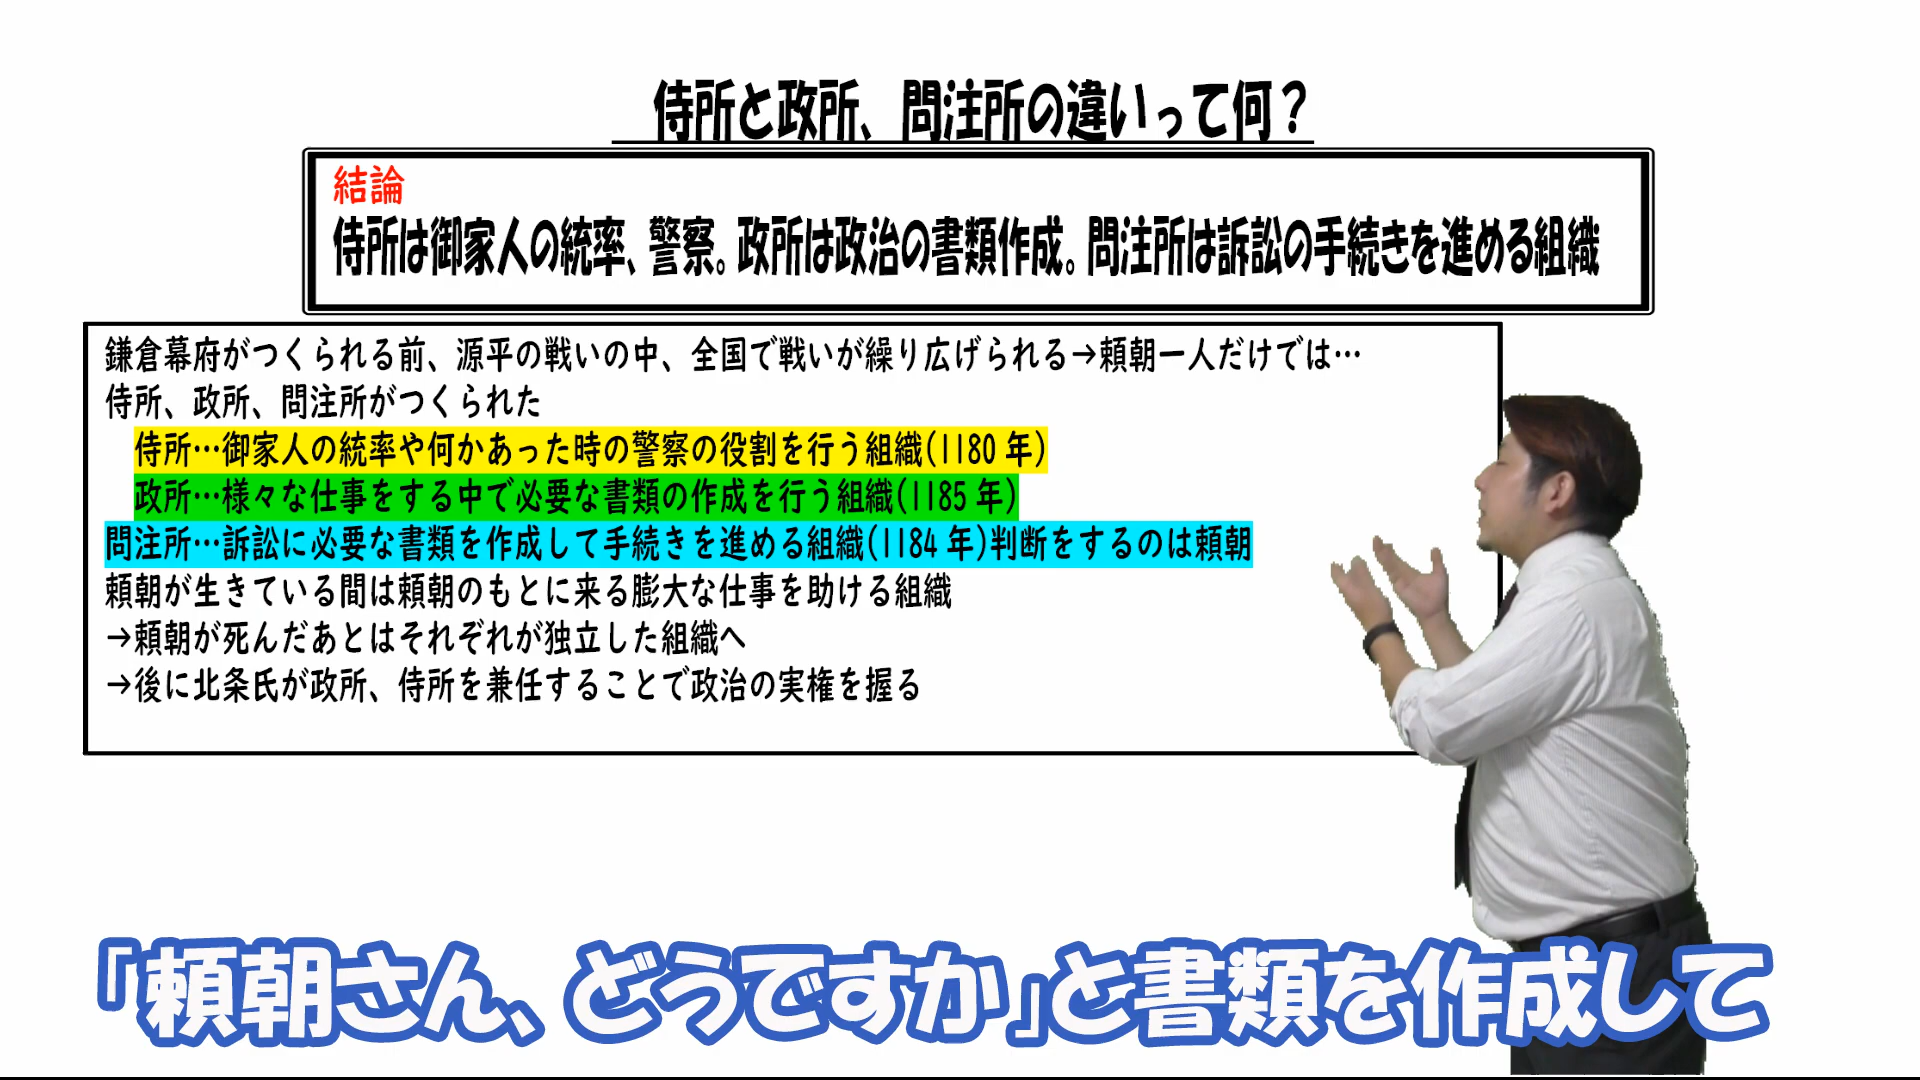 侍所と政所、問注所の違いって何？
結論
侍所は御家人の統率、警察。政所は政治の書類作成。問注所は訴訟の手続きを進める組織
鎌倉幕府がつくられる前、源平の戦いの中、全国で戦いが繰り広げられる→頼朝一人だけでは…
侍所、政所、問注所がつくられた
侍所…御家人の統率や何かあった時の警察の役割を行う組織(1180年)
政所…様々な仕事をする中で必要な書類の作成を行う組織(1185年)
問注所…訴訟に必要な書類を作成して手続きを進める組織(1184年)判断をするのは頼朝
頼朝が生きている間は頼朝のもとに来る膨大な仕事を助ける組織
→頼朝が死んだあとはそれぞれが独立した組織へ
→後に北条氏が政所、侍所を兼任することで政治の実権を握る
「頼朝さん、どうですか」と書類を作成して